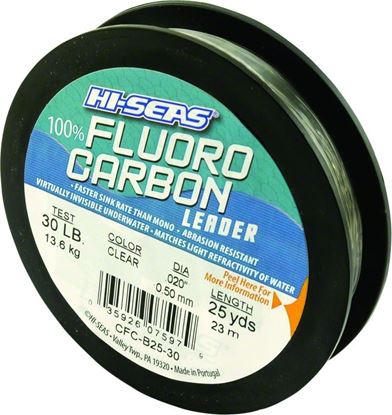 HI-SEAS
100% FLUORO
CARBON
LEADER
• FASTER SINK RATE THAN MONO • ABRASION RESISTANT
VIRTUALLY INVISIBLE UNDERWATER • MATCHES LIGHT REFRACTIVITY OF WATER
Peel Here For
More Information
TEST
30 LB.
13.6 kg
COLOR
CLEAR
DIA
.020"
0.50 mm
LENGTH
25 yds
23 m
0 35926 07597 9
CFC-B25-30
©HI-SEAS • Valley Twp., PA 19320 • Made in Portugal